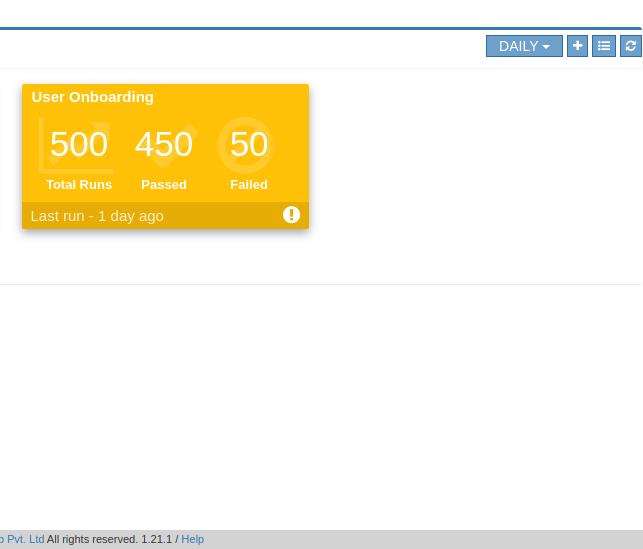 DAILY
User Onboarding
500 450 50
Total Runs Passed Failed
Last run - 1 day ago
Pvt. Ltd All rights reserved. 1.21.1 / Help